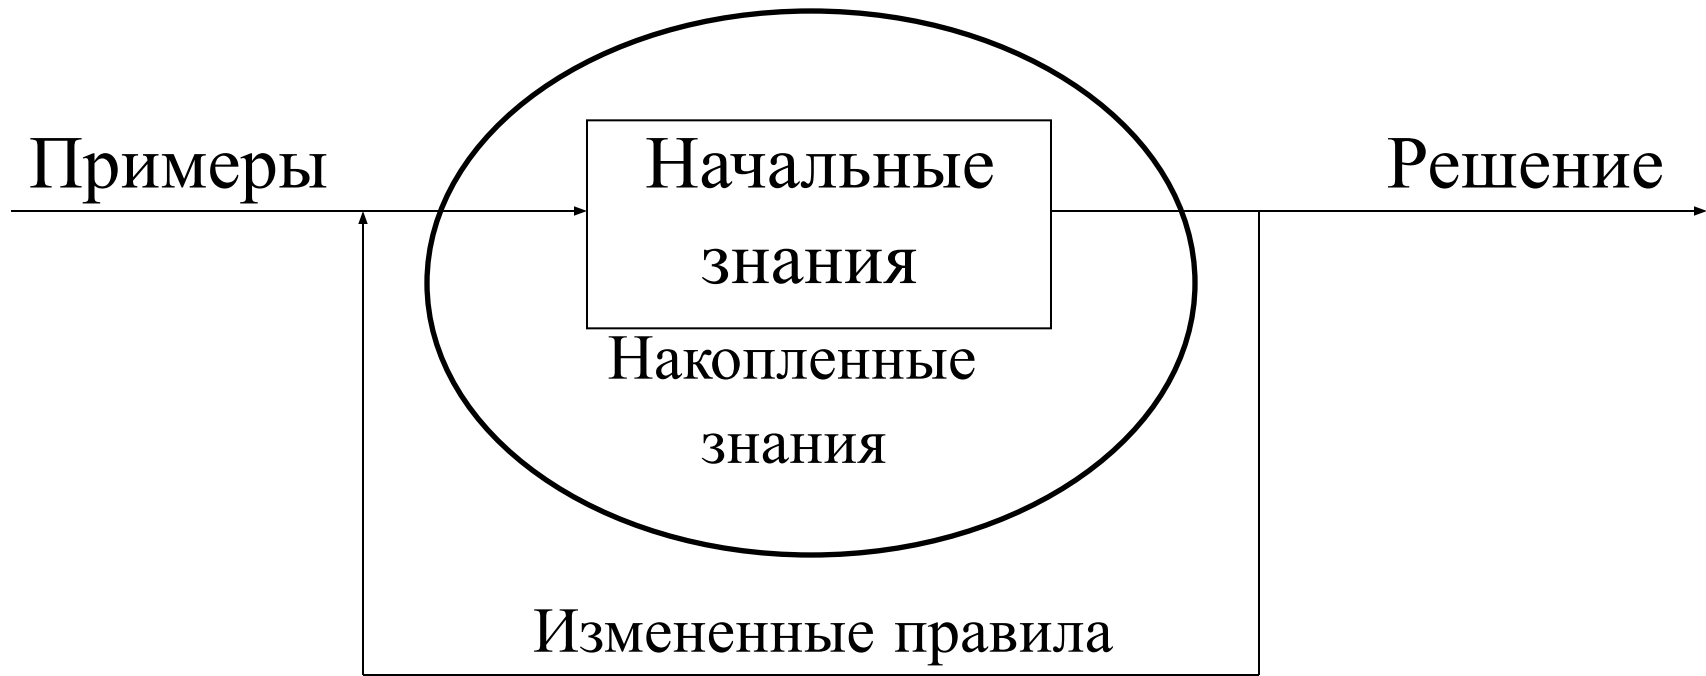 Примеры
Начальные
знания
Решение
Накопленные
знания
Измененные правила